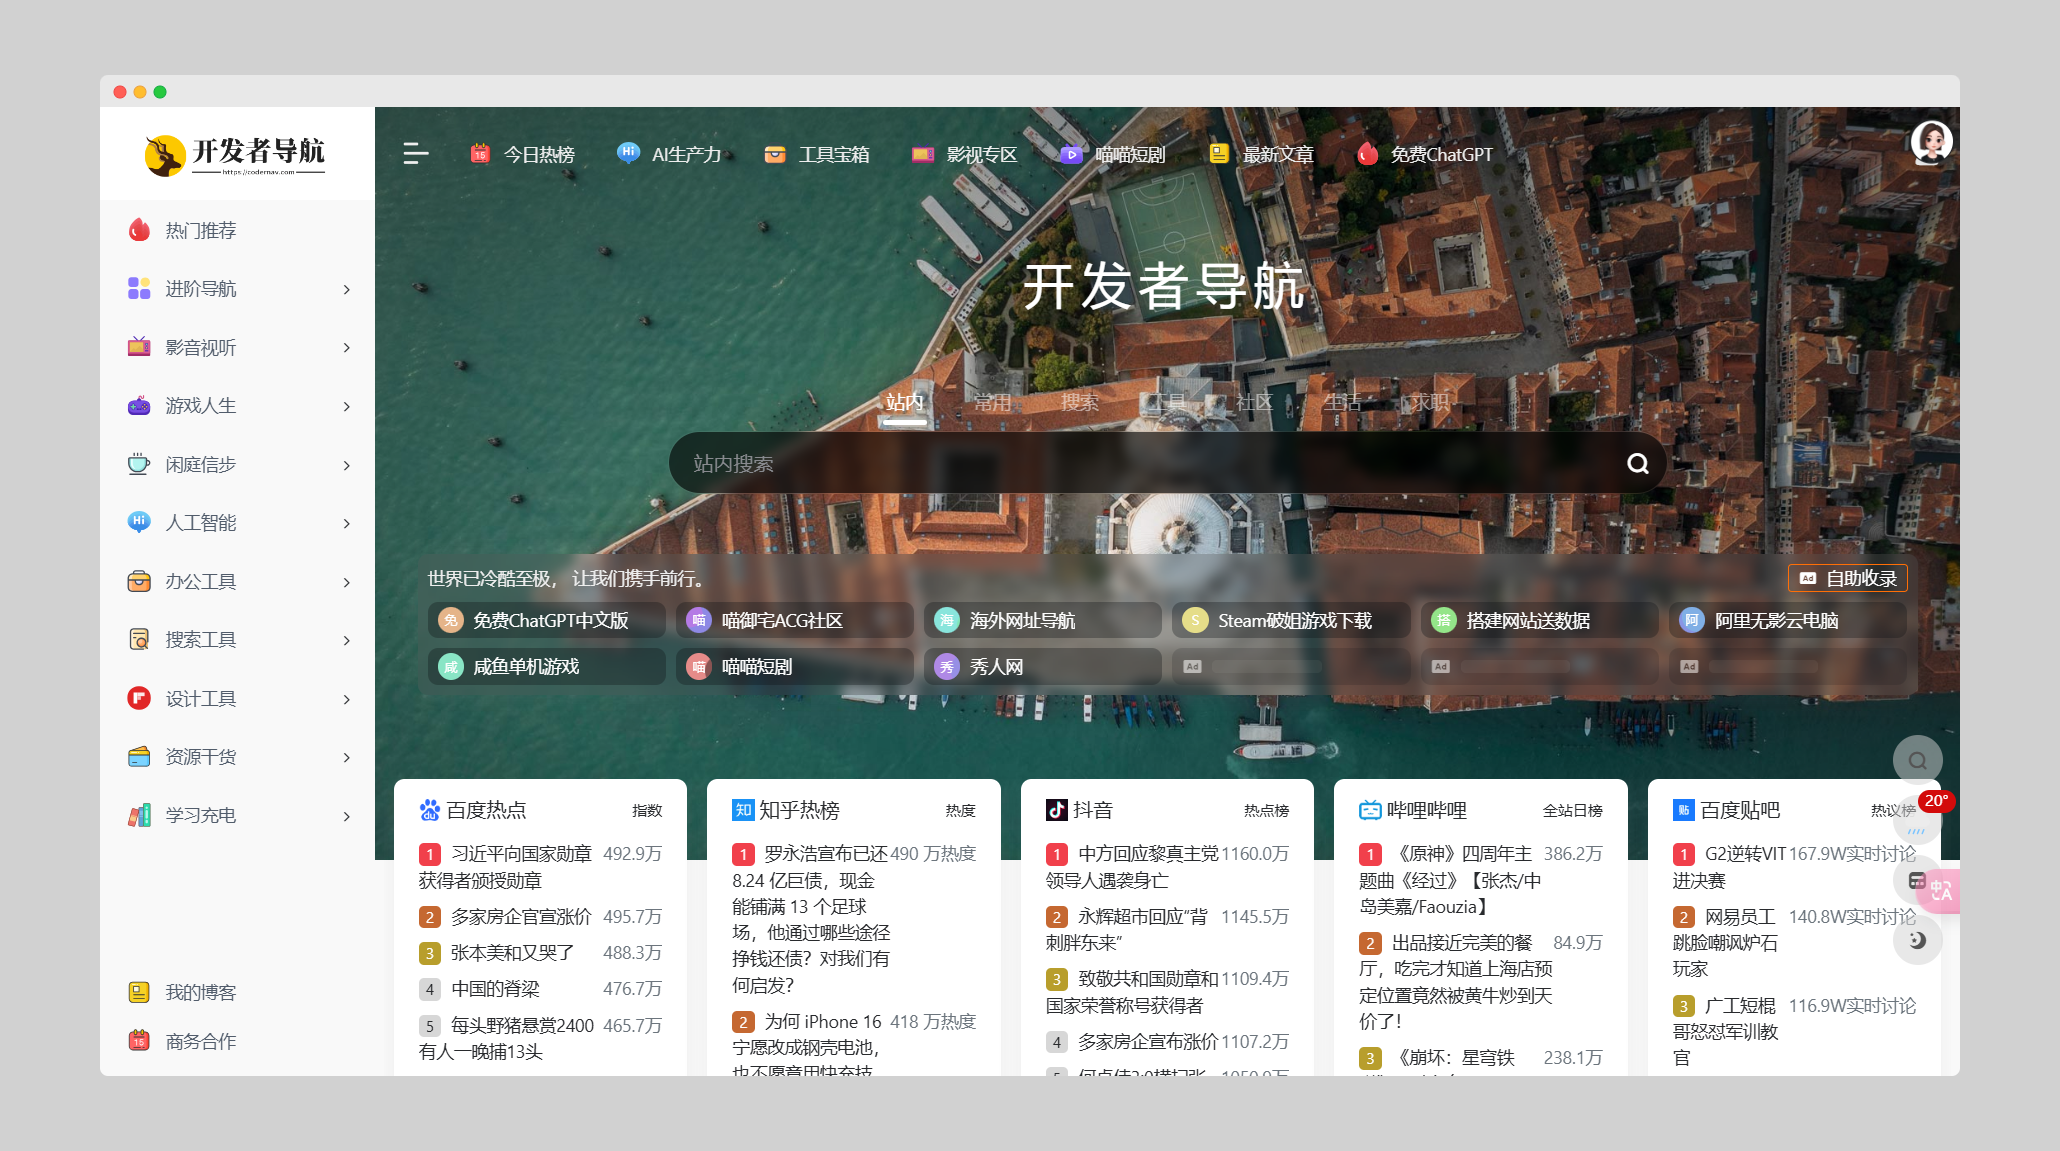 开发者导航
https://codernav.com
今日热榜
AI生产力
工具宝箱
影视专区
喵喵短剧
最新文章
免费ChatGPT
热门推荐
进阶导航
影音视听
游戏人生
闲庭信步
人工智能
办公工具
搜索工具
设计工具
资源干货
学习充电
我的博客
商务合作
开发者导航
站内 常用 搜索 工具 社区 生活 求职
站内搜索
世界已冷酷至极， 让我们携手前行。
Ad 自助收录
免 免费ChatGPT中文版
喵 喵御宅ACG社区
海 海外网址导航
S Steam破姐游戏下载
搭 搭建网站送数据
阿 阿里无影云电脑
咸 咸鱼单机游戏
喵 喵喵短剧
秀 秀人网
Ad
Ad
Ad
百度热点 指数
1 习近平向国家勋章 492.9万
获得者颁授勋章
2 多家房企官宣涨价 495.7万
3 张本美和又哭了 488.3万
4 中国的脊梁 476.7万
5 每头野猪悬赏2400 465.7万
有人一晚捕13头
知 知乎热榜 热度
1 罗永浩宣布已还 490 万热度
8.24 亿巨债，现金
能铺满 13 个足球
场，他通过哪些途径
挣钱还债？对我们有
何启发？
2 为何 iPhone 16 418 万热度
宁愿改成钢壳电池，
也不愿意用快充技
抖音 热点榜
1 中方回应黎真主党 1160.0万
领导人遇袭身亡
2 永辉超市回应“背 1145.5万
刺胖东来”
3 致敬共和国勋章和 1109.4万
国家荣誉称号获得者
4 多家房企宣布涨价 1107.2万
哔哩哔哩 全站日榜
1 《原神》四周年主 386.2万
题曲《经过》【张杰/中
岛美嘉/Faouzia】
2 出品接近完美的餐 84.9万
厅，吃完才知道上海店预
定位置竟然被黄牛炒到天
价了！
3 《崩坏：星穹铁 238.1万
贴 百度贴吧 热议榜
1 G2逆转VIT 167.9W实时讨论
进决赛
2 网易员工 140.8W实时讨论
跳脸嘲讽炉石
玩家
3 广工短棍 116.9W实时讨论
哥怒怼军训教
官
20°
中A